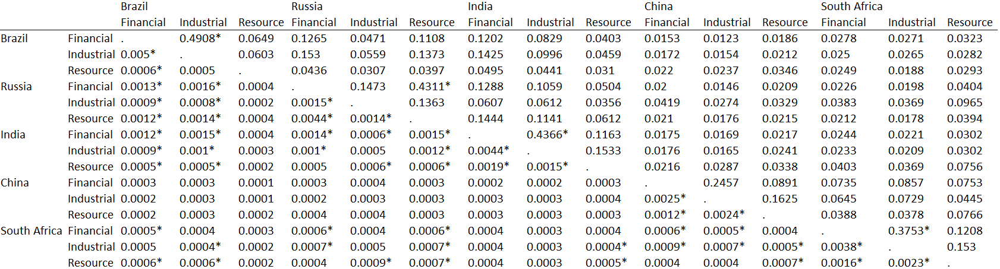 Brazil Russia India China South Africa
Financial Industrial Resource Financial Industrial Resource Financial Industrial Resource Financial Industrial Resource Financial Industrial Resource
Brazil Financial . 0.4908* 0.0649 0.1265 0.0471 0.1108 0.1202 0.0829 0.0403 0.0153 0.0123 0.0186 0.0278 0.0271 0.0323
Industrial 0.005* . 0.0603 0.153 0.0559 0.1373 0.1425 0.0996 0.0459 0.0172 0.0154 0.0212 0.025 0.0265 0.0282
Resource 0.0006* 0.0005 . 0.0436 0.0307 0.0397 0.0495 0.0441 0.031 0.022 0.0237 0.0346 0.0249 0.0188 0.0293
Russia Financial 0.0013* 0.0016* 0.0004 . 0.1473 0.4311* 0.1288 0.1059 0.0504 0.02 0.0146 0.0209 0.0226 0.0198 0.0404
Industrial 0.0009* 0.0008* 0.0002 0.0015* . 0.1363 0.0607 0.0612 0.0356 0.0419 0.0274 0.0329 0.0383 0.0369 0.0965
Resource 0.0012* 0.0014* 0.0004 0.0044* 0.0014* . 0.1444 0.1141 0.0612 0.021 0.0176 0.0215 0.0212 0.0178 0.0394
India Financial 0.0012* 0.0015* 0.0004 0.0014* 0.0006* 0.0015* . 0.4366* 0.1163 0.0175 0.0169 0.0217 0.0244 0.0221 0.0302
Industrial 0.0009* 0.001* 0.0003 0.001* 0.0005 0.0012* 0.0044* . 0.1533 0.0176 0.0165 0.0241 0.0233 0.0209 0.0302
Resource 0.0005* 0.0005* 0.0002 0.0005 0.0006* 0.0006* 0.0019* 0.0015* . 0.0216 0.0287 0.0338 0.0403 0.0369 0.0756
China Financial 0.0003 0.0003 0.0001 0.0003 0.0004 0.0003 0.0002 0.0002 0.0003 . 0.2457 0.0891 0.0735 0.0857 0.0753
Industrial 0.0002 0.0003 0.0001 0.0002 0.0003 0.0003 0.0003 0.0003 0.0004 0.0025* . 0.1625 0.0645 0.0729 0.0445
Resource 0.0002 0.0003 0.0002 0.0004 0.0004 0.0003 0.0003 0.0003 0.0003 0.0012* 0.0024* . 0.0388 0.0378 0.0766
South Africa Financial 0.0005* 0.0004 0.0003 0.0006* 0.0004 0.0006* 0.0004 0.0003 0.0004 0.0006* 0.0005* 0.0004 . 0.3753* 0.1208
Industrial 0.0005 0.0004* 0.0002 0.0007* 0.0005 0.0007* 0.0004 0.0003 0.0004* 0.0009* 0.0007* 0.0005* 0.0038* . 0.153
Resource 0.0006* 0.0006* 0.0002 0.0004 0.0009* 0.0007* 0.0004 0.0003 0.0005* 0.0004 0.0004 0.0007* 0.0016* 0.0023* .